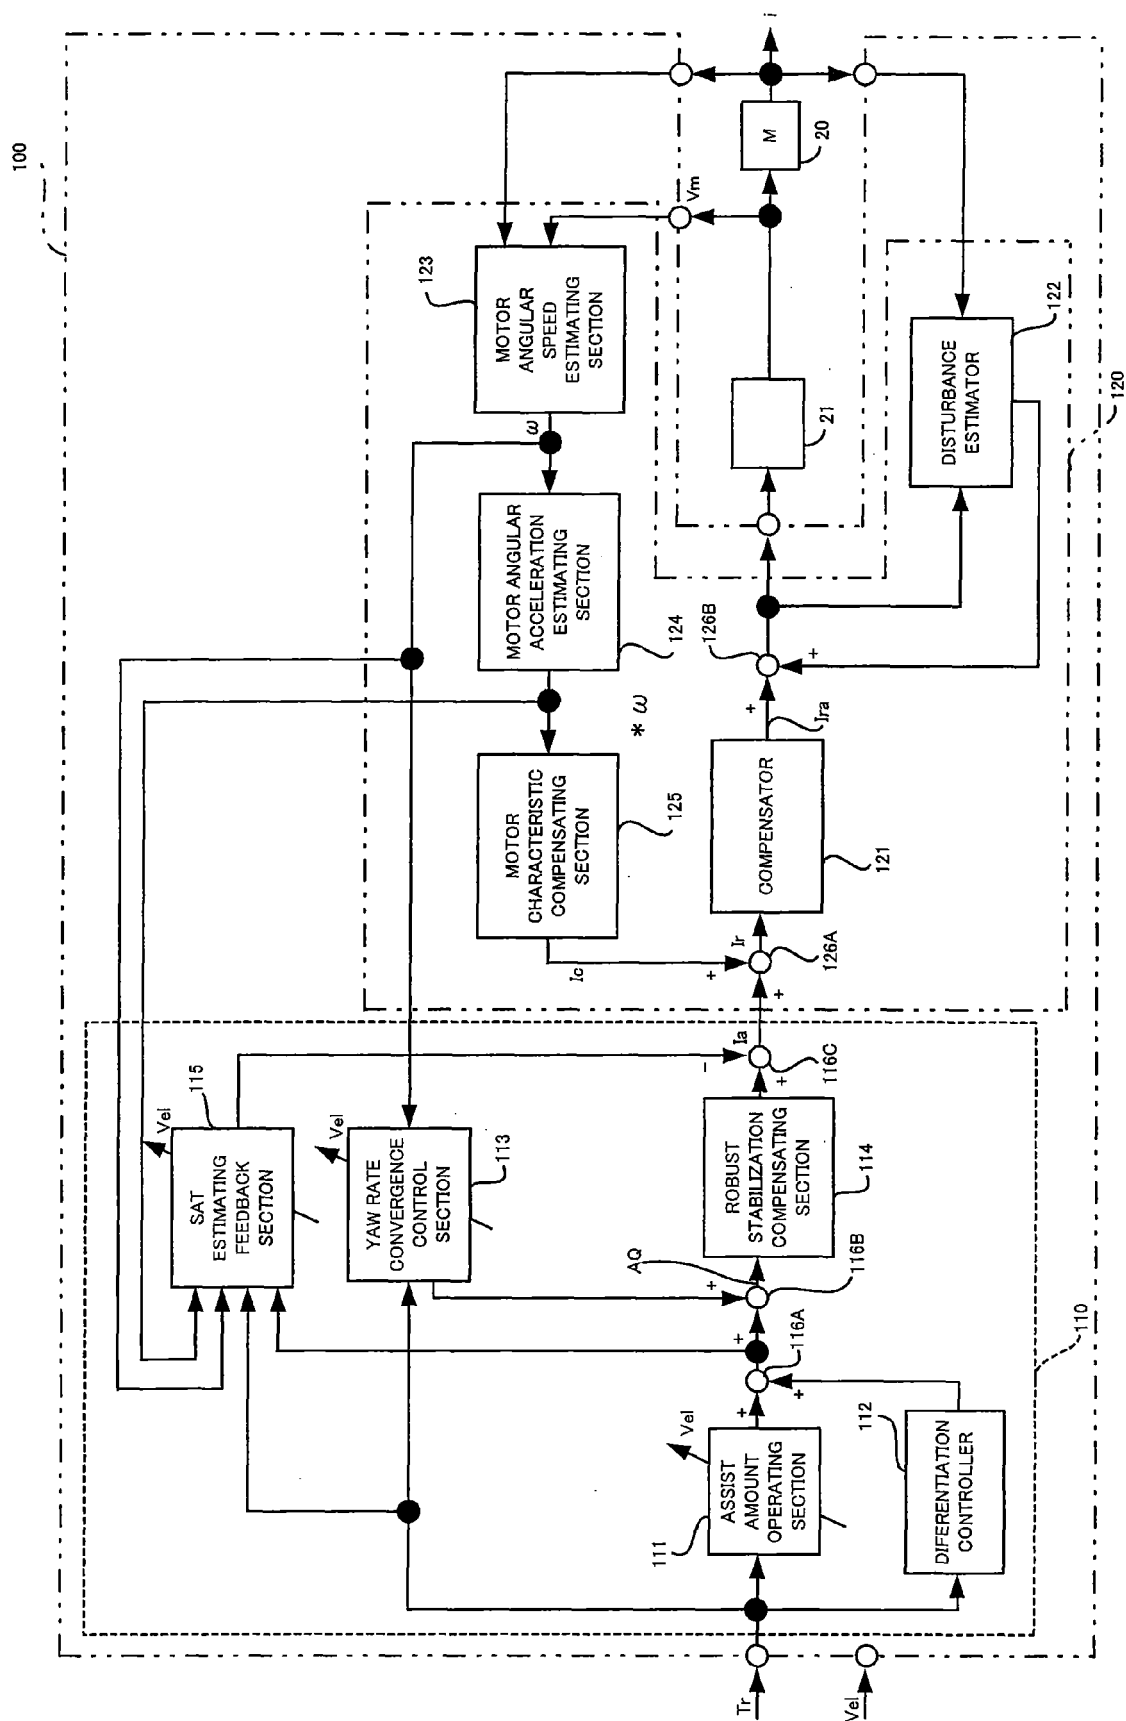 100
i
M
20
Vm
123
MOTOR
ANGULAR
SPEED
ESTIMATING
SECTION
ω
21
DISTURBANCE
ESTIMATOR
122
120
MOTOR ANGULAR
ACCELERATION
ESTIMATING
SECTION
124
* ω
126B
+
+
Ira
MOTOR
CHARACTERISTIC
COMPENSATING
SECTION
125
COMPENSATOR
121
Ic
+
Ir
126A
+
Ia
-
+
116C
115
Vel
SAT
ESTIMATING
FEEDBACK
SECTION
Vel
YAW RATE
CONVERGENCE
CONTROL
SECTION
113
ROBUST
STABILIZATION
COMPENSATING
SECTION
114
AQ
+
116B
+
116A
+
+
110
Vel
ASSIST
AMOUNT
OPERATING
SECTION
111
112
DIFERENTIATION
CONTROLLER
Tr
Vel